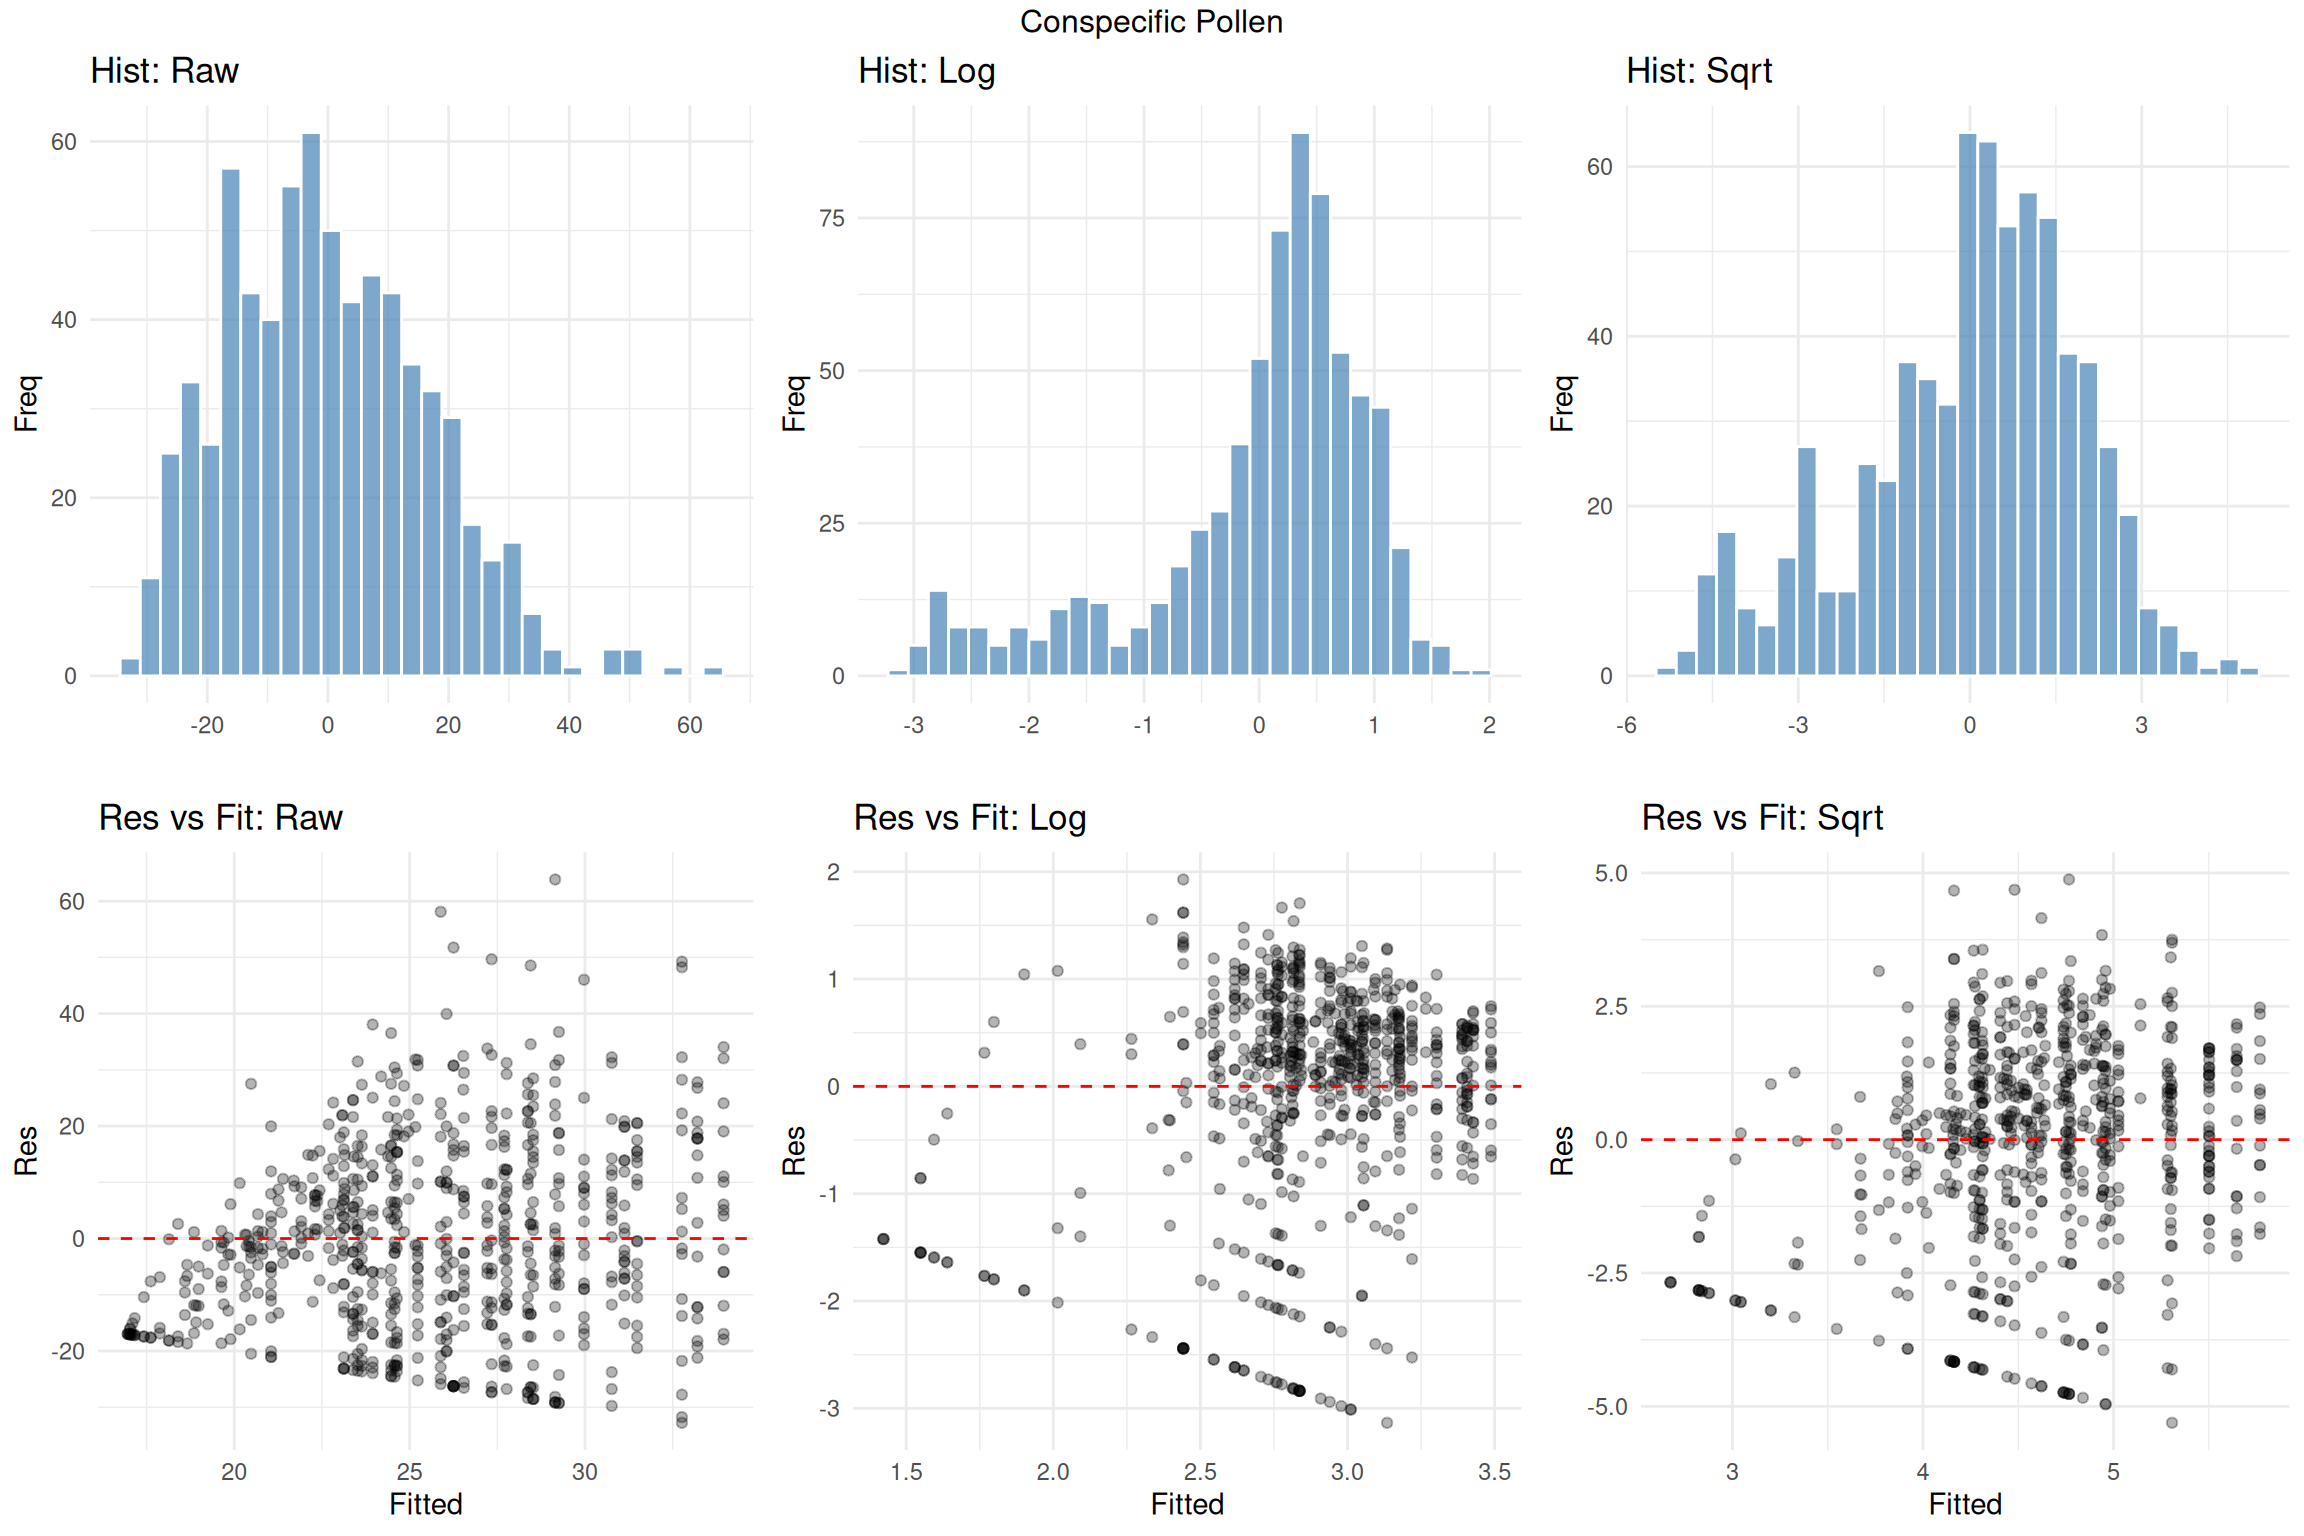 Conspecific Pollen
Hist: Raw
Hist: Log
Hist: Sqrt
Freq
60
40
20
0
-20 0 20 40 60
Freq
75
50
25
0
-3 -2 -1 0 1 2
Freq
60
40
20
0
-6 -3 0 3
Res vs Fit: Raw
Res vs Fit: Log
Res vs Fit: Sqrt
Res
60
40
20
0
-20
20 25 30
Fitted
Res
2
1
0
-1
-2
-3
1.5 2.0 2.5 3.0 3.5
Fitted
Res
5.0
2.5
0.0
-2.5
-5.0
3 4 5
Fitted